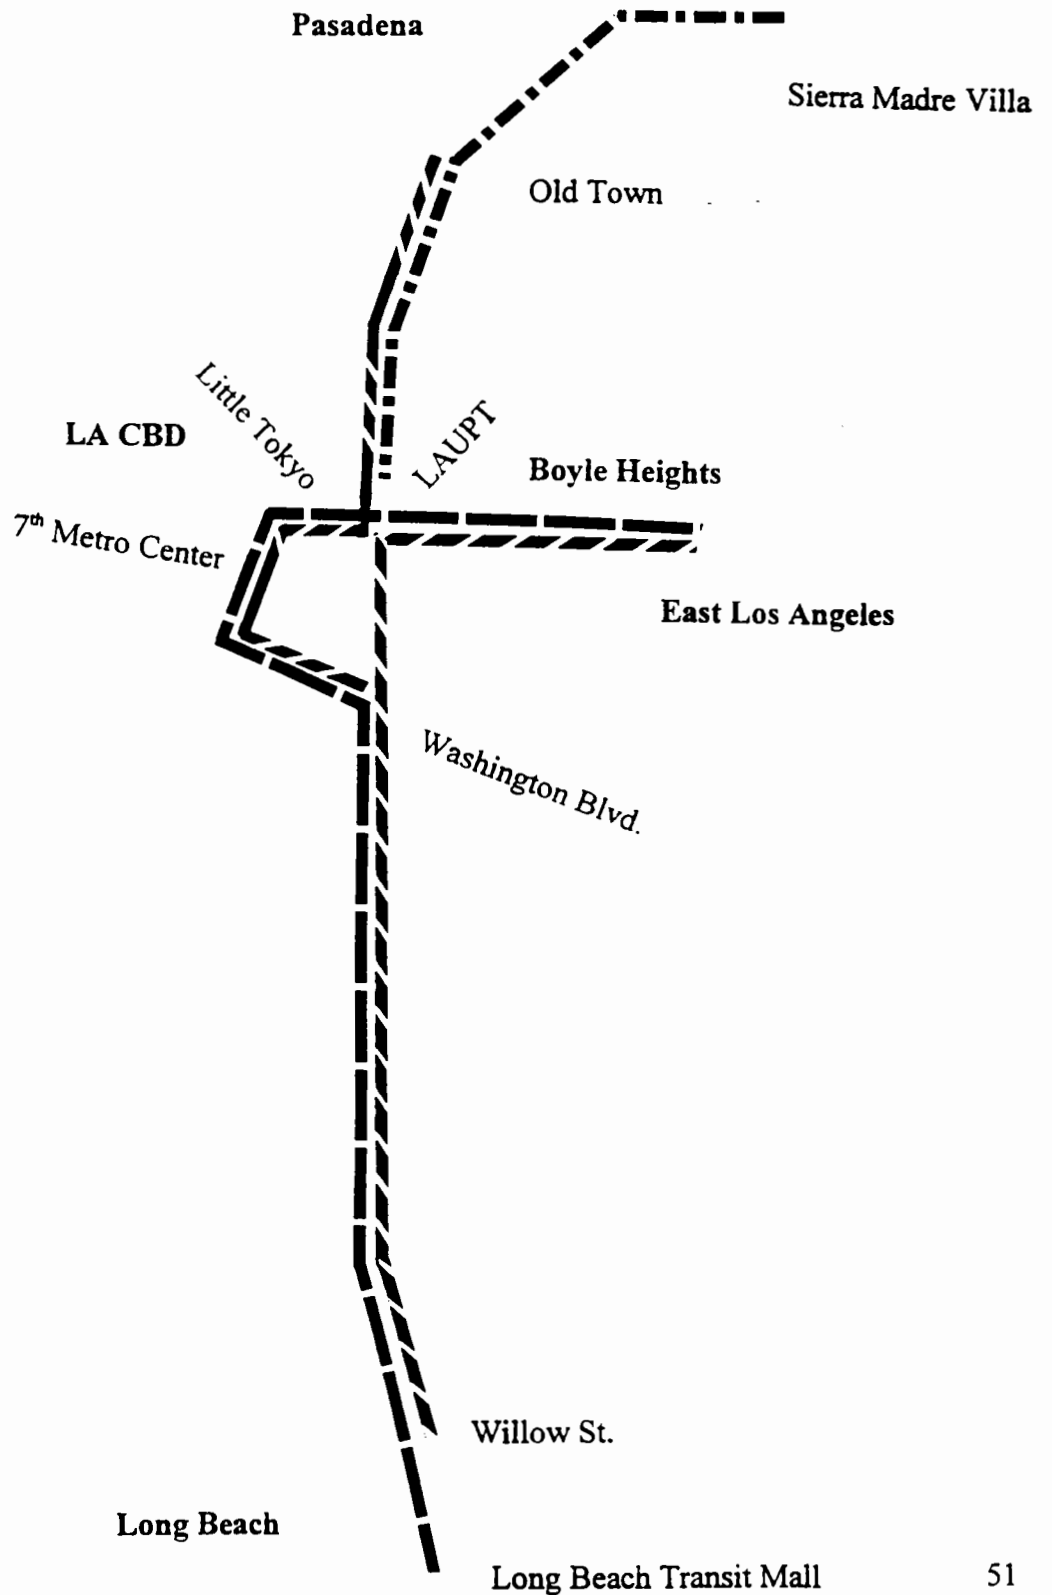 Pasadena
Sierra Madre Villa
Old Town
Little Tokyo
LA CBD
LAUPT
Boyle Heights
7th Metro Center
East Los Angeles
Washington Blvd.
Willow St.
Long Beach
Long Beach Transit Mall
51